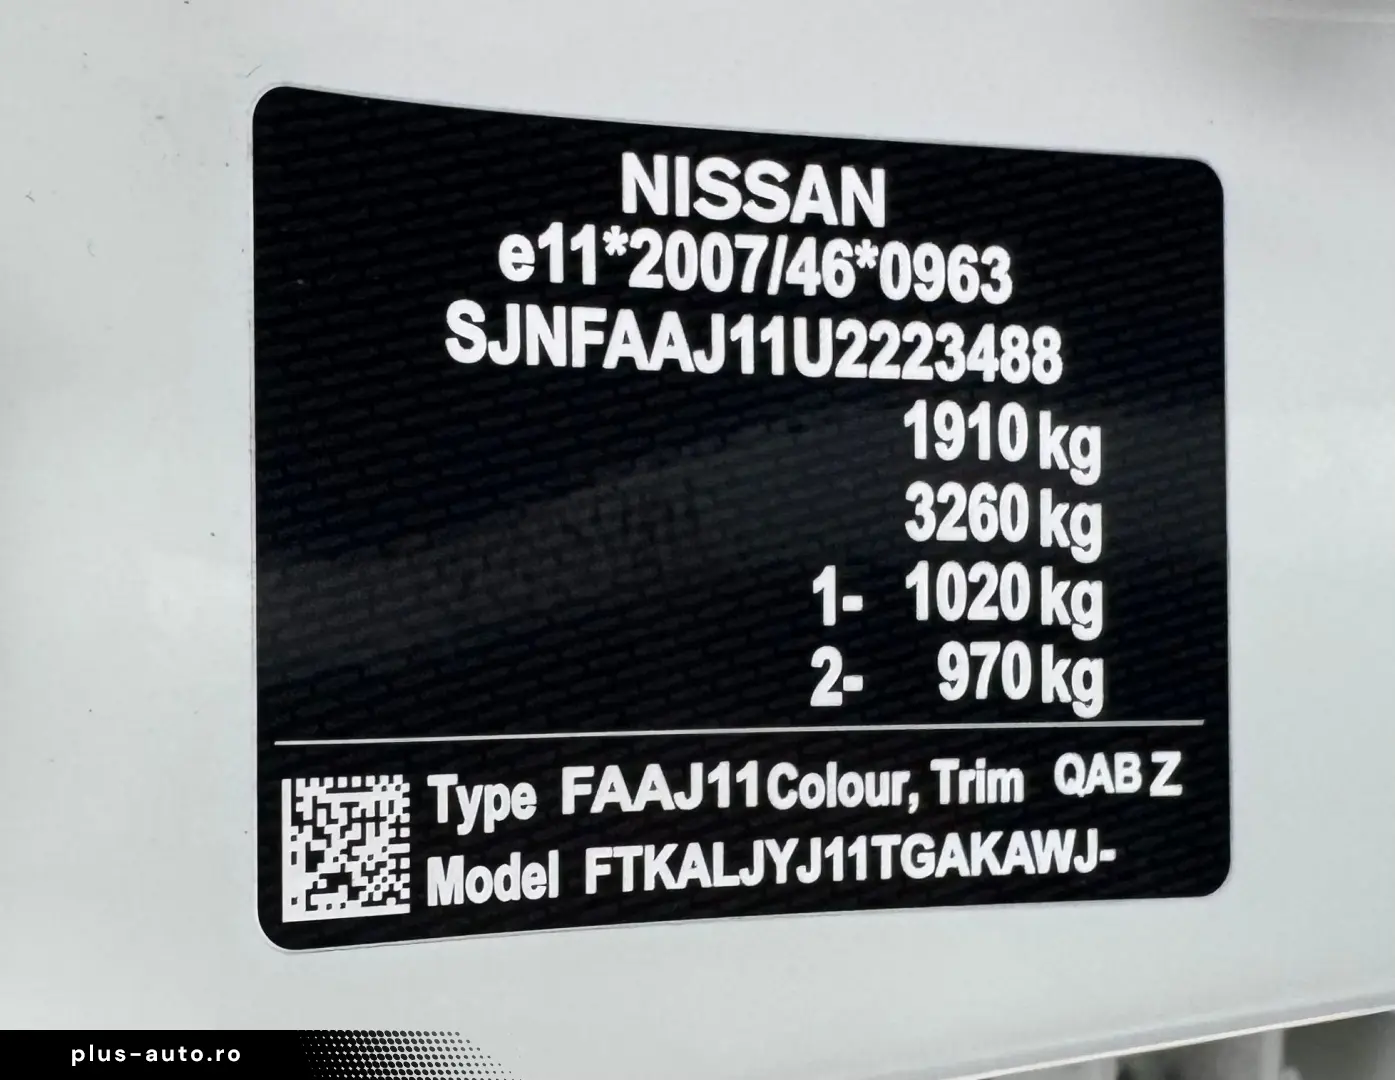 NISSAN
e11*2007/46*0963
SJNFAAJ11U2223488
1910 kg
3260 kg
1- 1020 kg
2- 970 kg
Type FAAJ11 Colour, Trim QAB Z
Model FTKALJYJ11TGAKAWJ-
plus-auto.ro